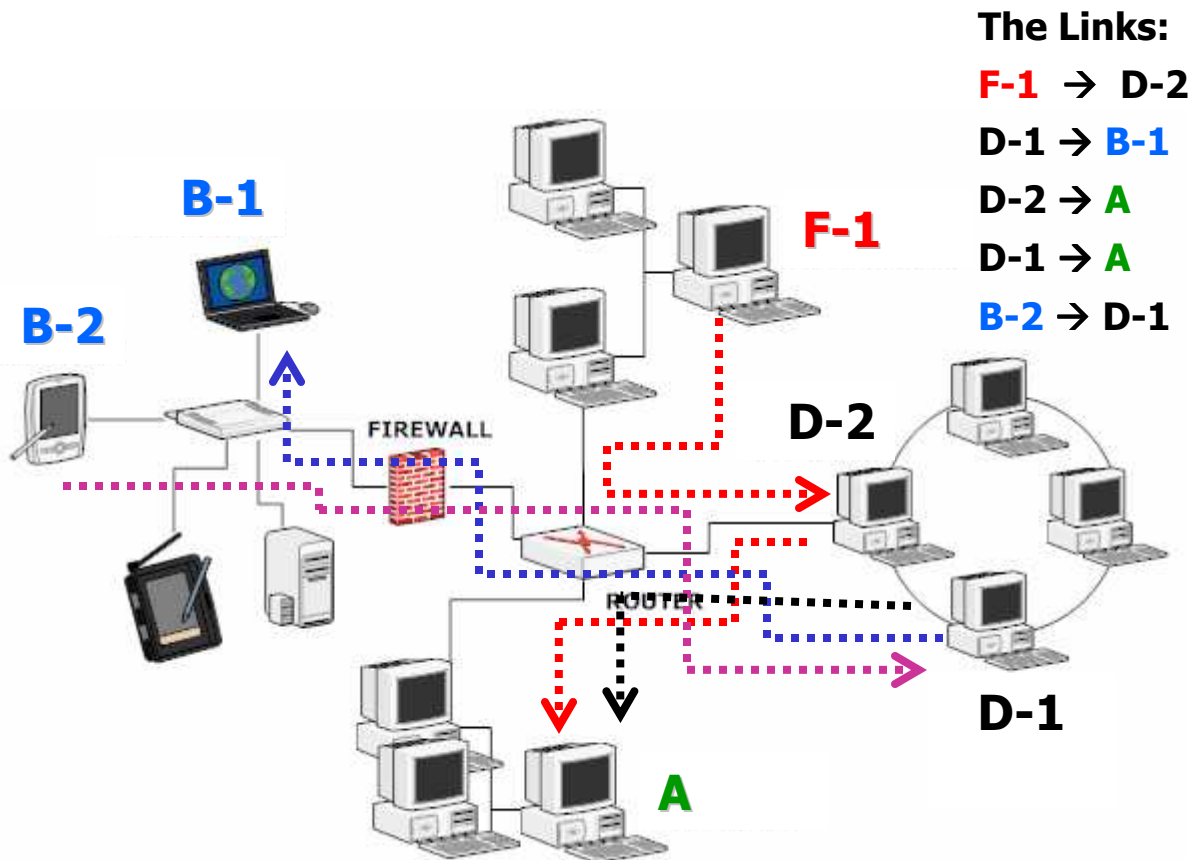 The Links:
F-1 → D-2
D-1 → B-1
D-2 → A
D-1 → A
B-2 → D-1
B-1
F-1
B-2
D-2
FIREWALL
ROUTER
D-1
A